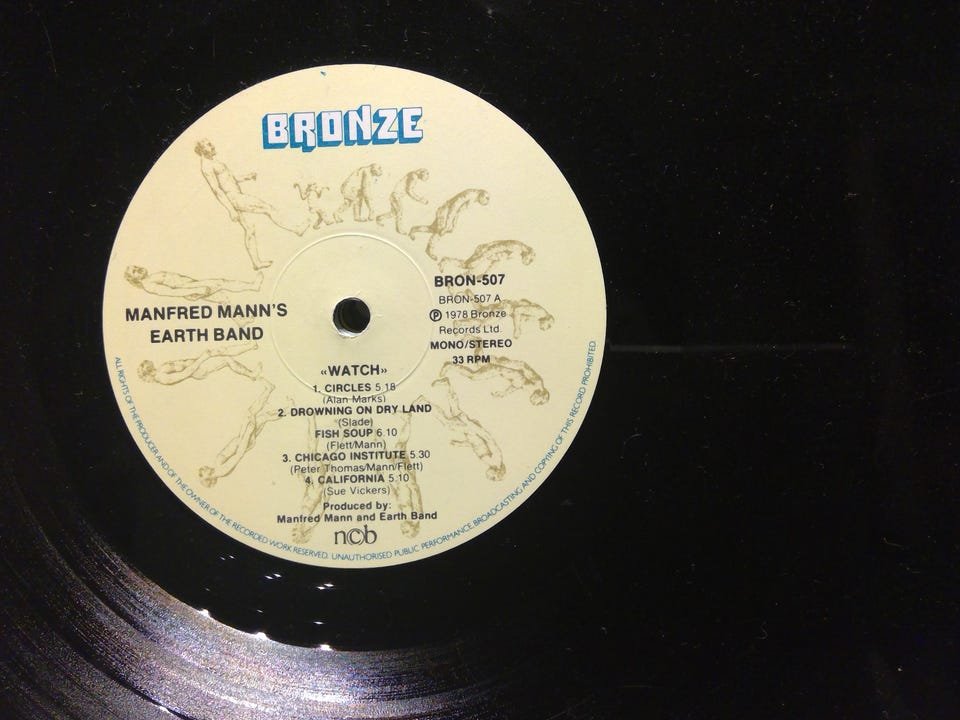 BRONZE
MANFRED MANN'S
EARTH BAND
BRON-507
BRON-507 A
Ⓟ 1978 Bronze
Records Ltd.
MONO/STEREO
33 RPM
«WATCH»
1. CIRCLES 5.18
(Alan Marks)
2. DROWNING ON DRY LAND
(Slade)
FISH SOUP 6.10
(Flett/Mann)
3. CHICAGO INSTITUTE 5.30
(Peter Thomas/Mann/Flett)
4. CALIFORNIA 5.10
(Sue Vickers)
Produced by:
Manfred Mann and Earth Band
n©b
ALL RIGHTS OF THE PRODUCER AND OF THE OWNER OF THE RECORDED WORK RESERVED. UNAUTHORISED PUBLIC PERFORMANCE, BROADCASTING AND COPYING OF THIS RECORD PROHIBITED.